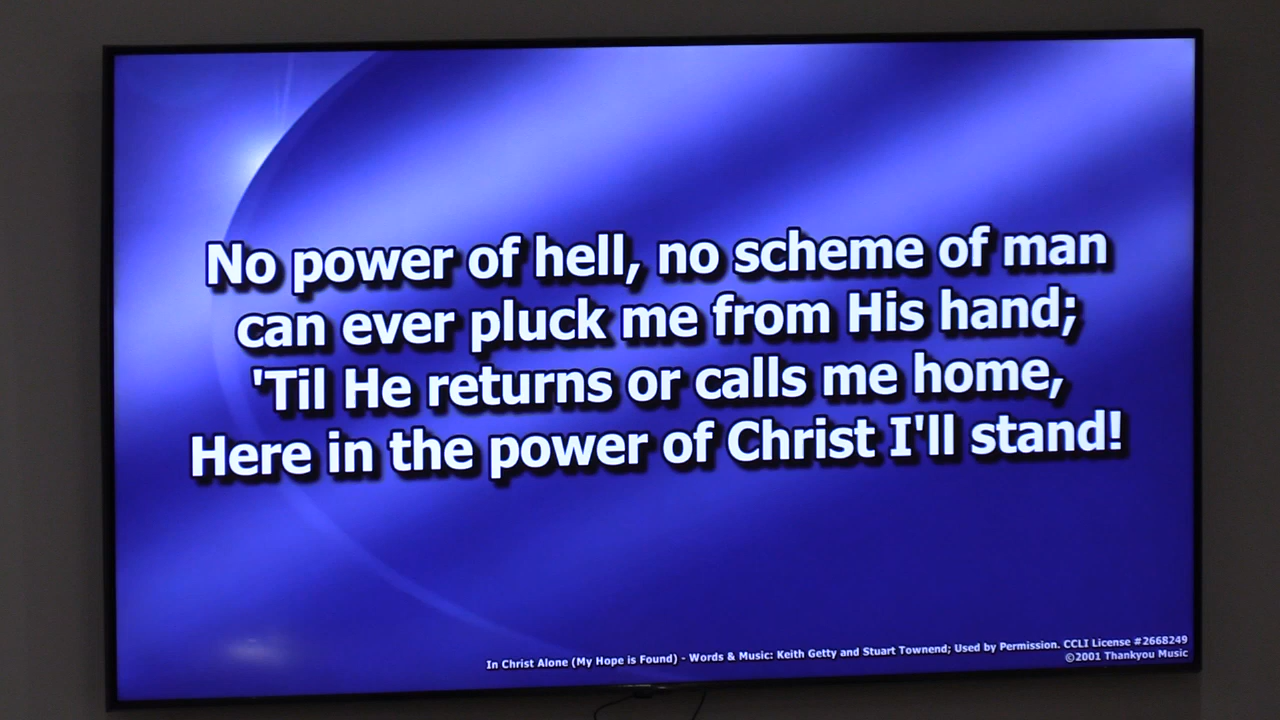 No power of hell, no scheme of man
can ever pluck me from His hand;
'Til He returns or calls me home,
Here in the power of Christ I'll stand!
In Christ Alone (My Hope is Found) - Words & Music: Keith Getty and Stuart Townend; Used by Permission. CCLI License #2668249
©2001 Thankyou Music